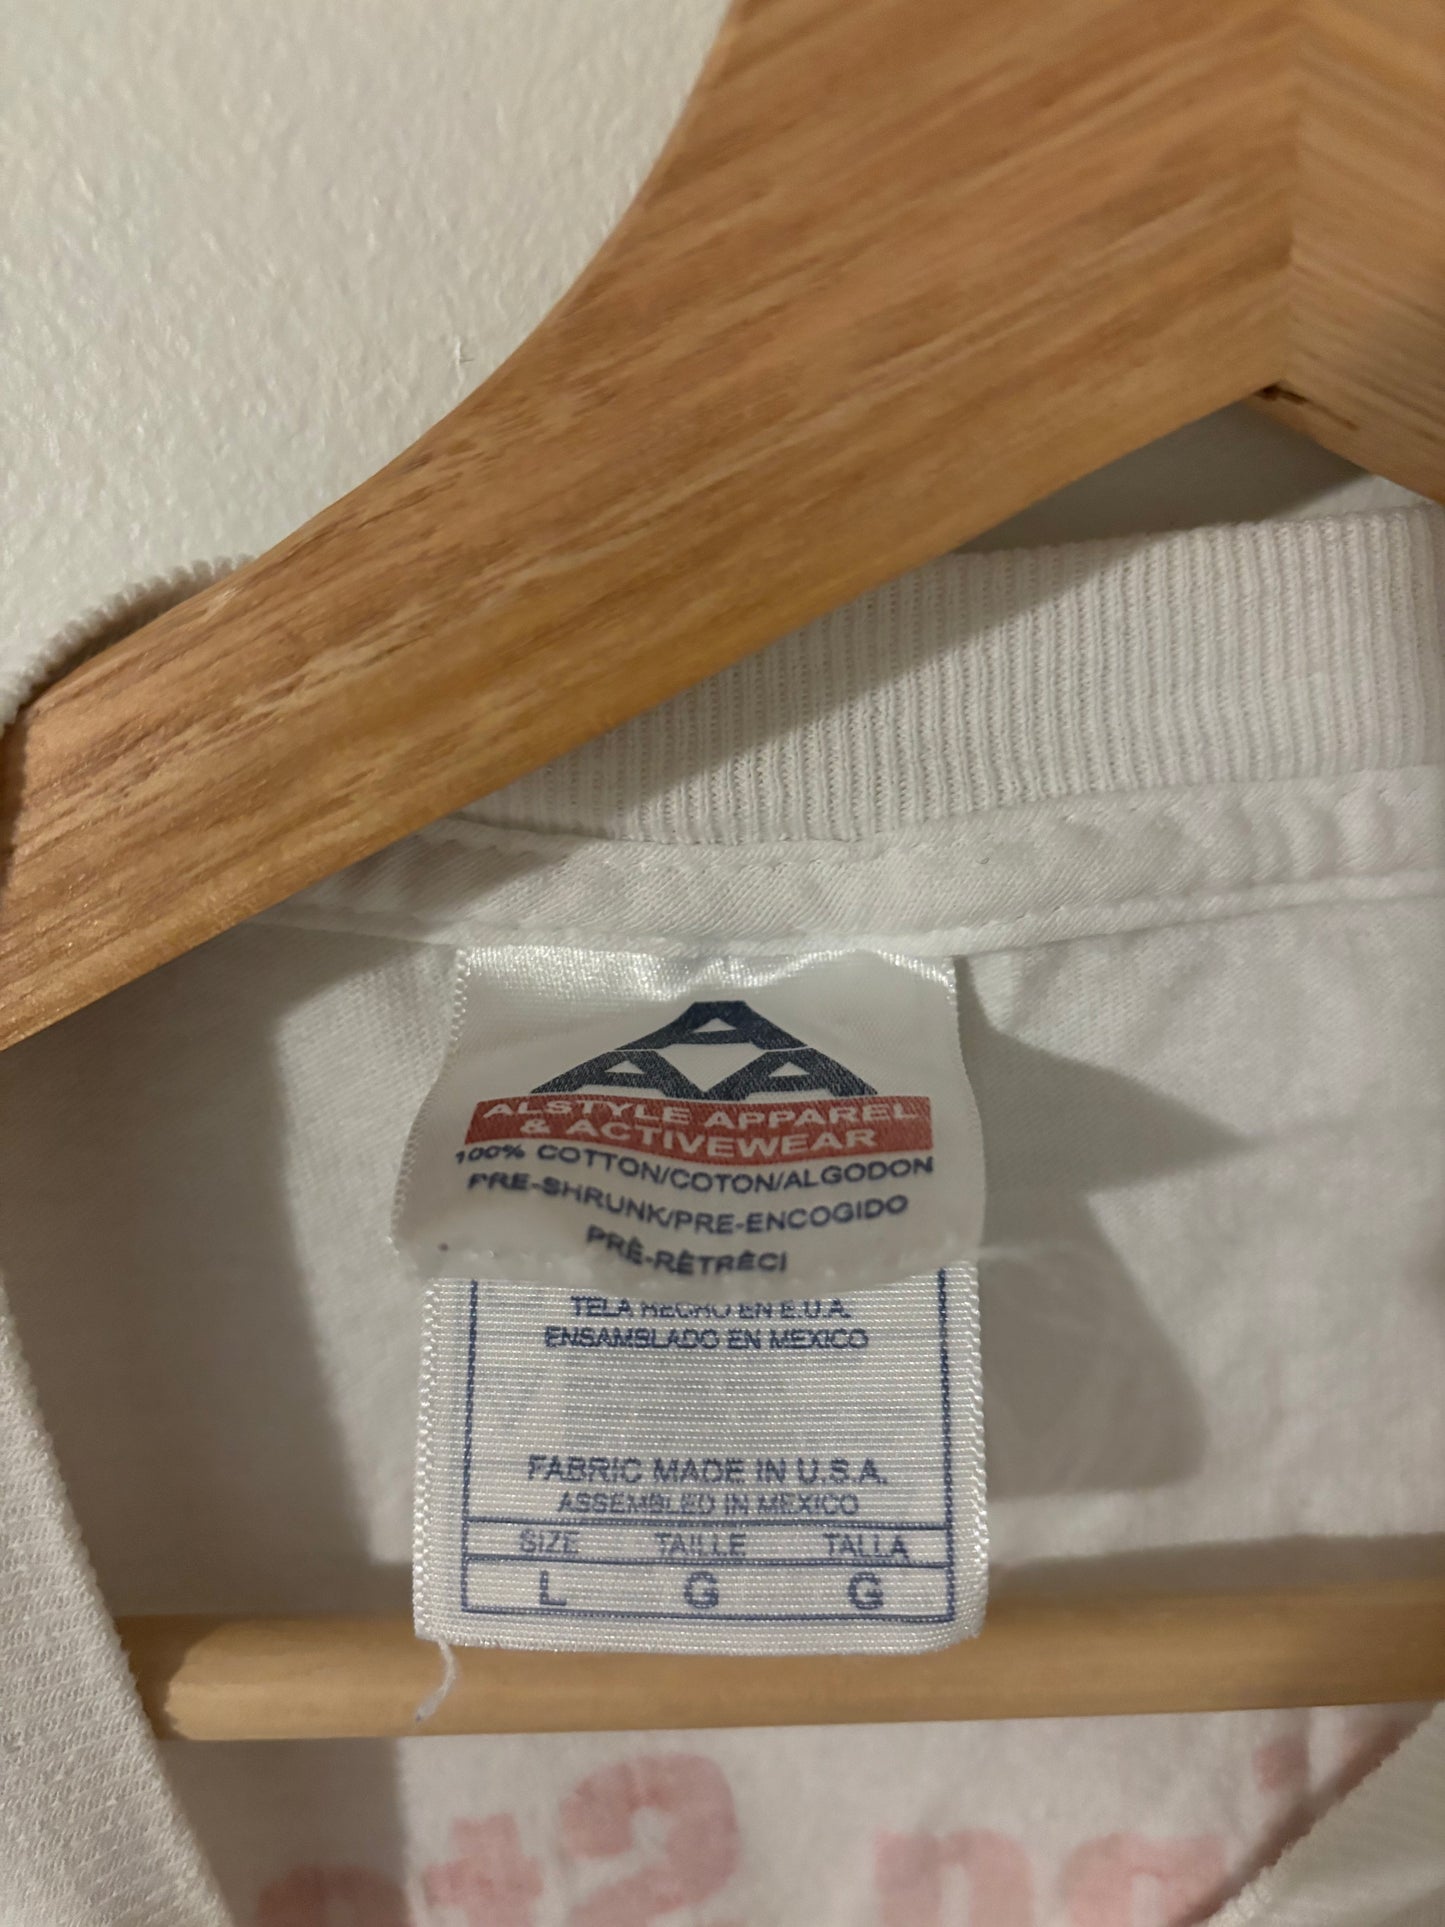 AAA
ALSTYLE APPAREL
& ACTIVEWEAR
100% COTTON/COTON/ALGODON
PRE-SHRUNK/PRE-ENCOGIDO
PRÉ-RÉTRÉCI
TELA HECHO EN E.U.A.
ENSAMBLADO EN MEXICO
FABRIC MADE IN U.S.A.
ASSEMBLED IN MEXICO
SIZE TAILLE TALLA
L G G